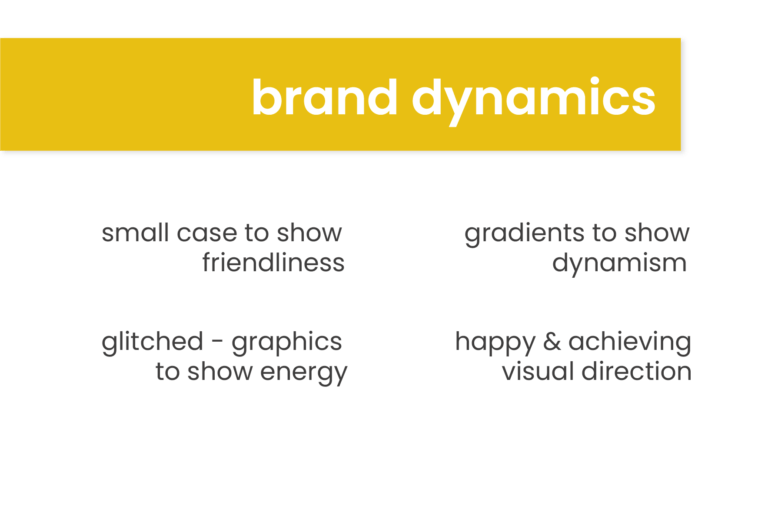 brand dynamics
small case to show
friendliness
gradients to show
dynamism
glitched - graphics
to show energy
happy & achieving
visual direction